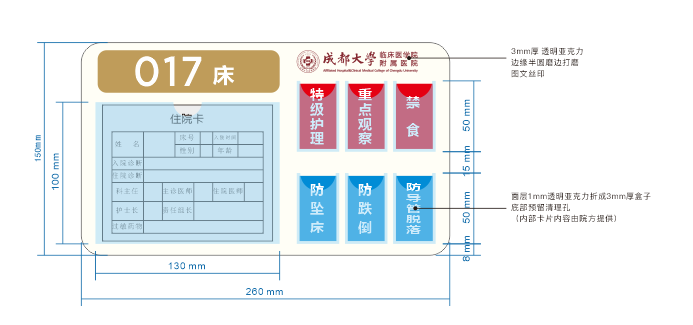 017 床
成都大学 临床医学院
附属医院
Affiliated Hospital&Clinical Medical College of Chengdu University
3mm厚 透明亚克力
边缘半圆磨边打磨
图文丝印
特级护理
重点观察
禁食
住院卡
姓 名
床号
入院时间
性别
年龄
入院诊断
住院诊断
科主任
主诊医师
住院医师
护士长
责任组长
过敏药物
防坠床
防跌倒
防导管脱落
面层1mm透明亚克力折成3mm厚盒子
底部预留清理孔
(内部卡片内容由院方提供)
150mm
100 mm
50 mm
15 mm
50 mm
8 mm
130 mm
260 mm